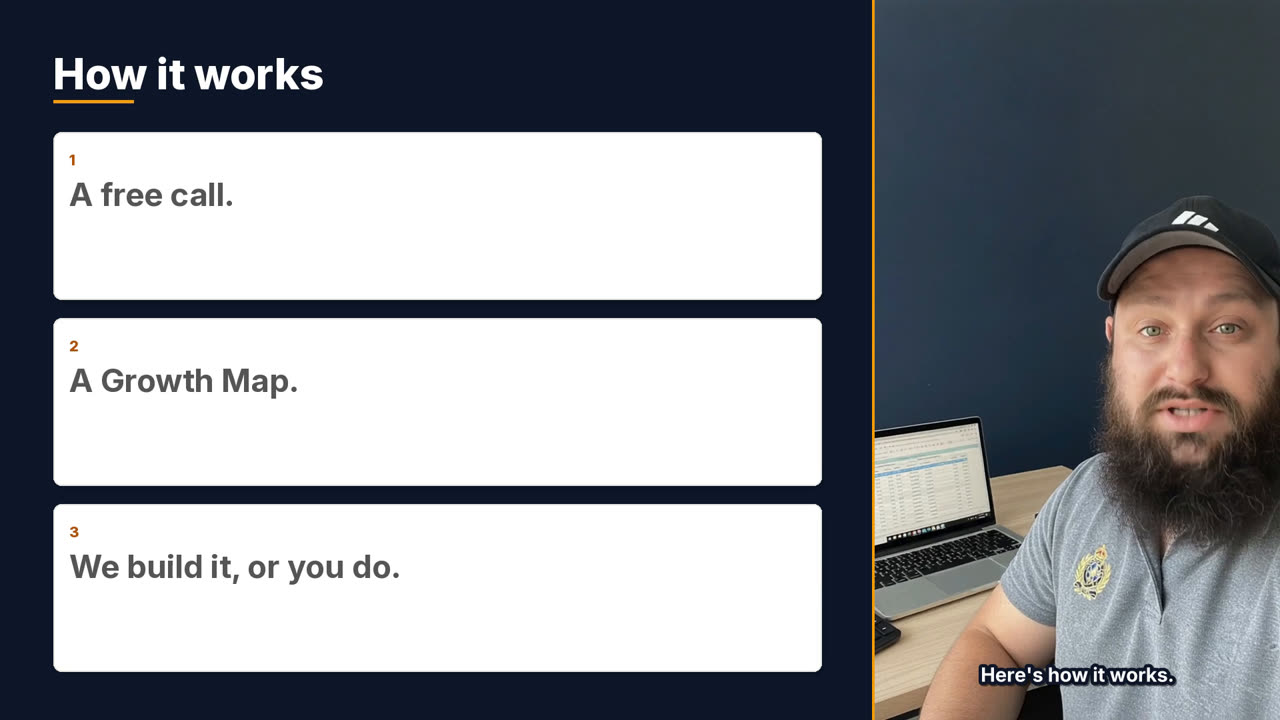 How it works
1
A free call.
2
A Growth Map.
3
We build it, or you do.
Here's how it works.